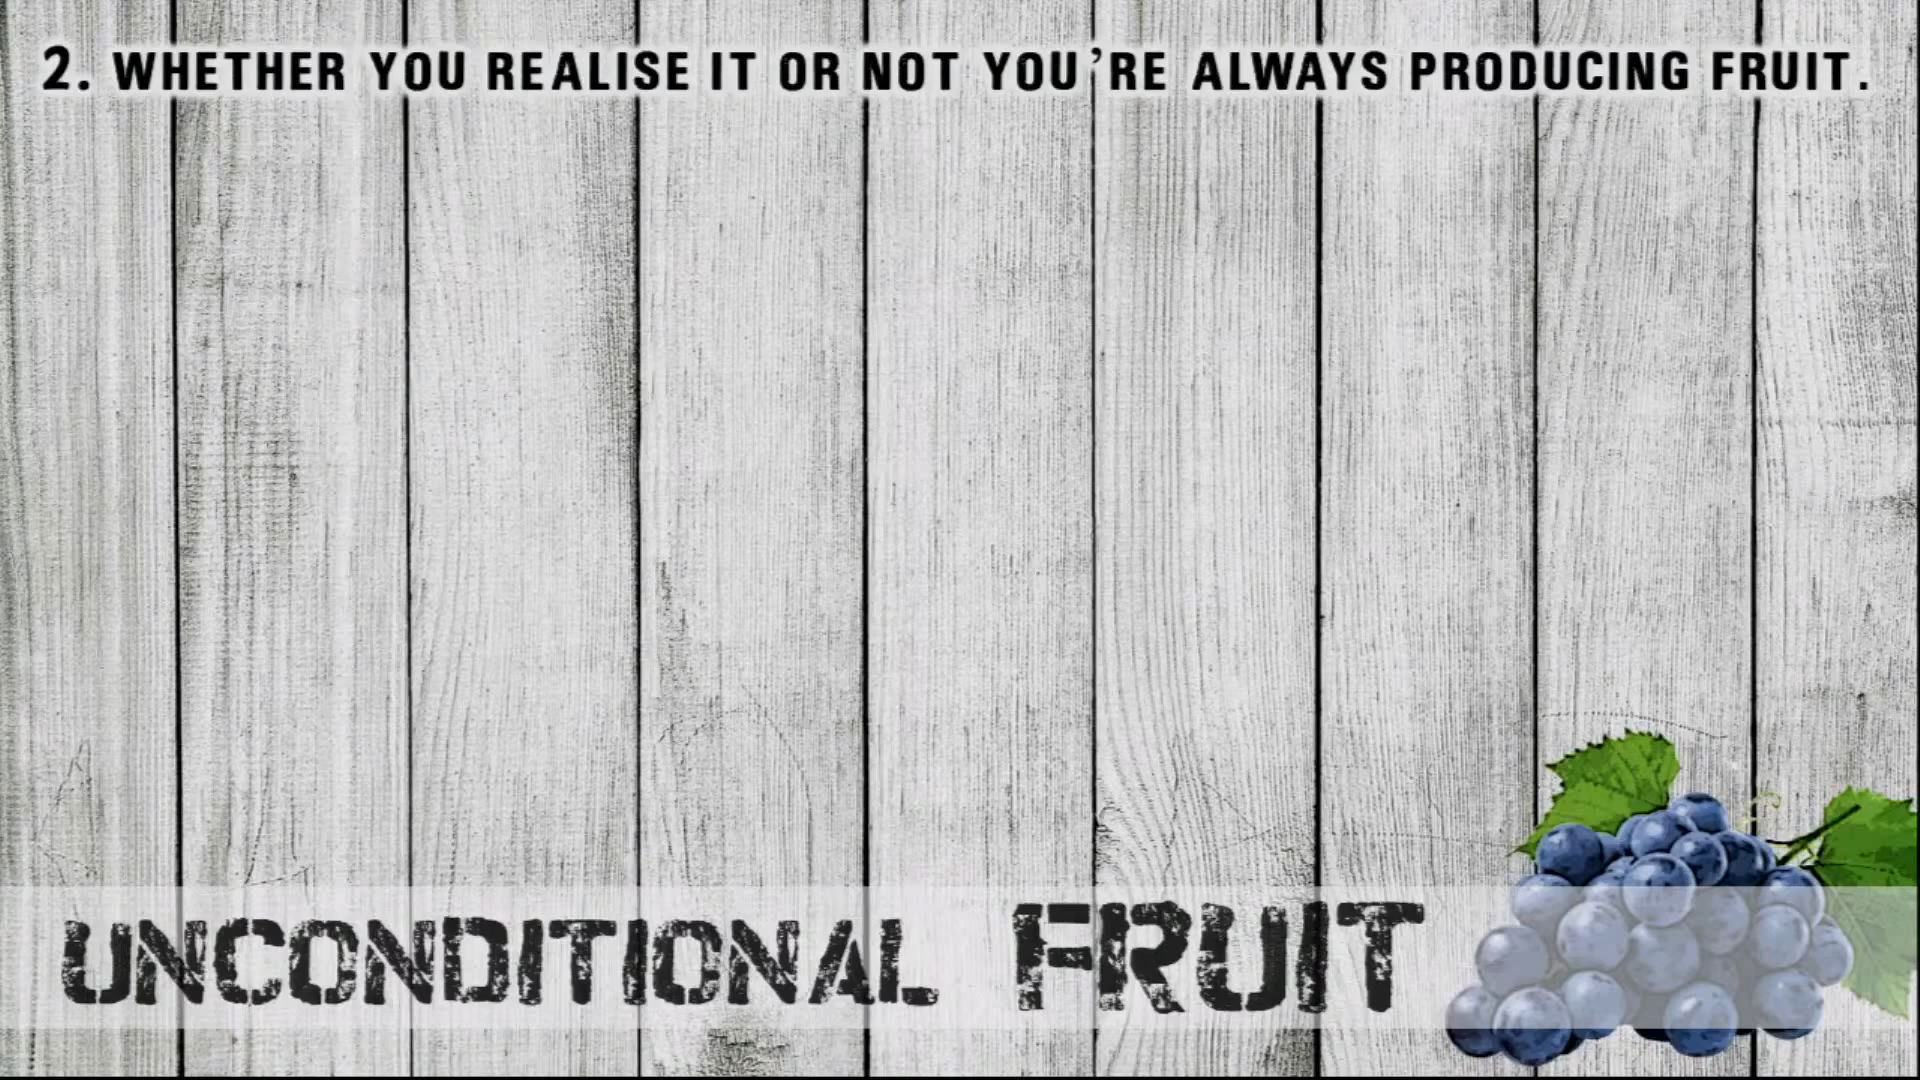 2. WHETHER YOU REALISE IT OR NOT YOU'RE ALWAYS PRODUCING FRUIT.
UNCONDITIONAL FRUIT